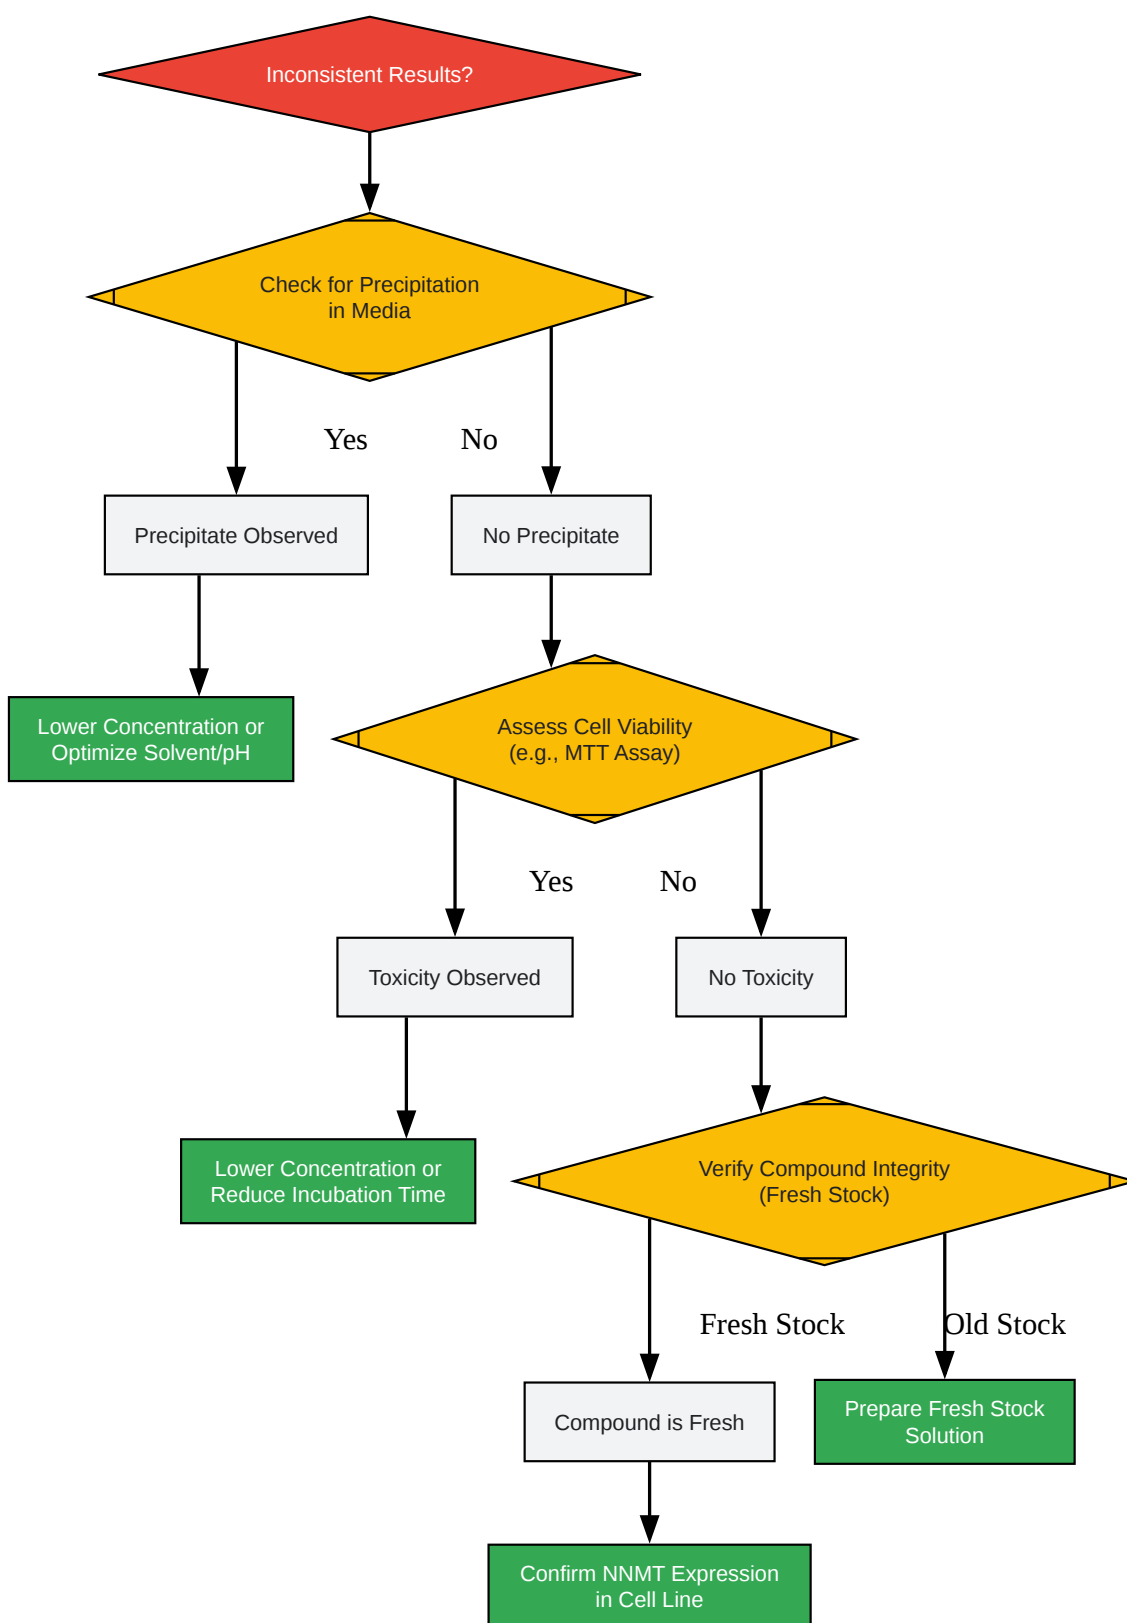 Inconsistent Results?
Check for Precipitation
in Media
Yes
No
Precipitate Observed
No Precipitate
Lower Concentration or
Optimize Solvent/pH
Assess Cell Viability
(e.g., MTT Assay)
Yes
No
Toxicity Observed
No Toxicity
Lower Concentration or
Reduce Incubation Time
Verify Compound Integrity
(Fresh Stock)
Fresh Stock
Old Stock
Compound is Fresh
Prepare Fresh Stock
Solution
Confirm NNMT Expression
in Cell Line